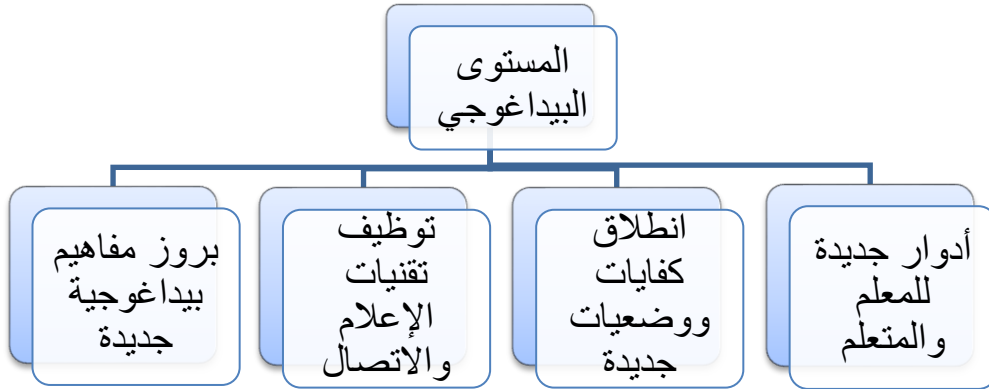 المستوى
البيداغوجي
أدوار جديدة
للمعلم
والمتعلم
انطلاق
كفايات
ووضعيات
جديدة
توظيف
تقنيات
الإعلام
والاتصال
بروز مفاهيم
بيداغوجية
جديدة